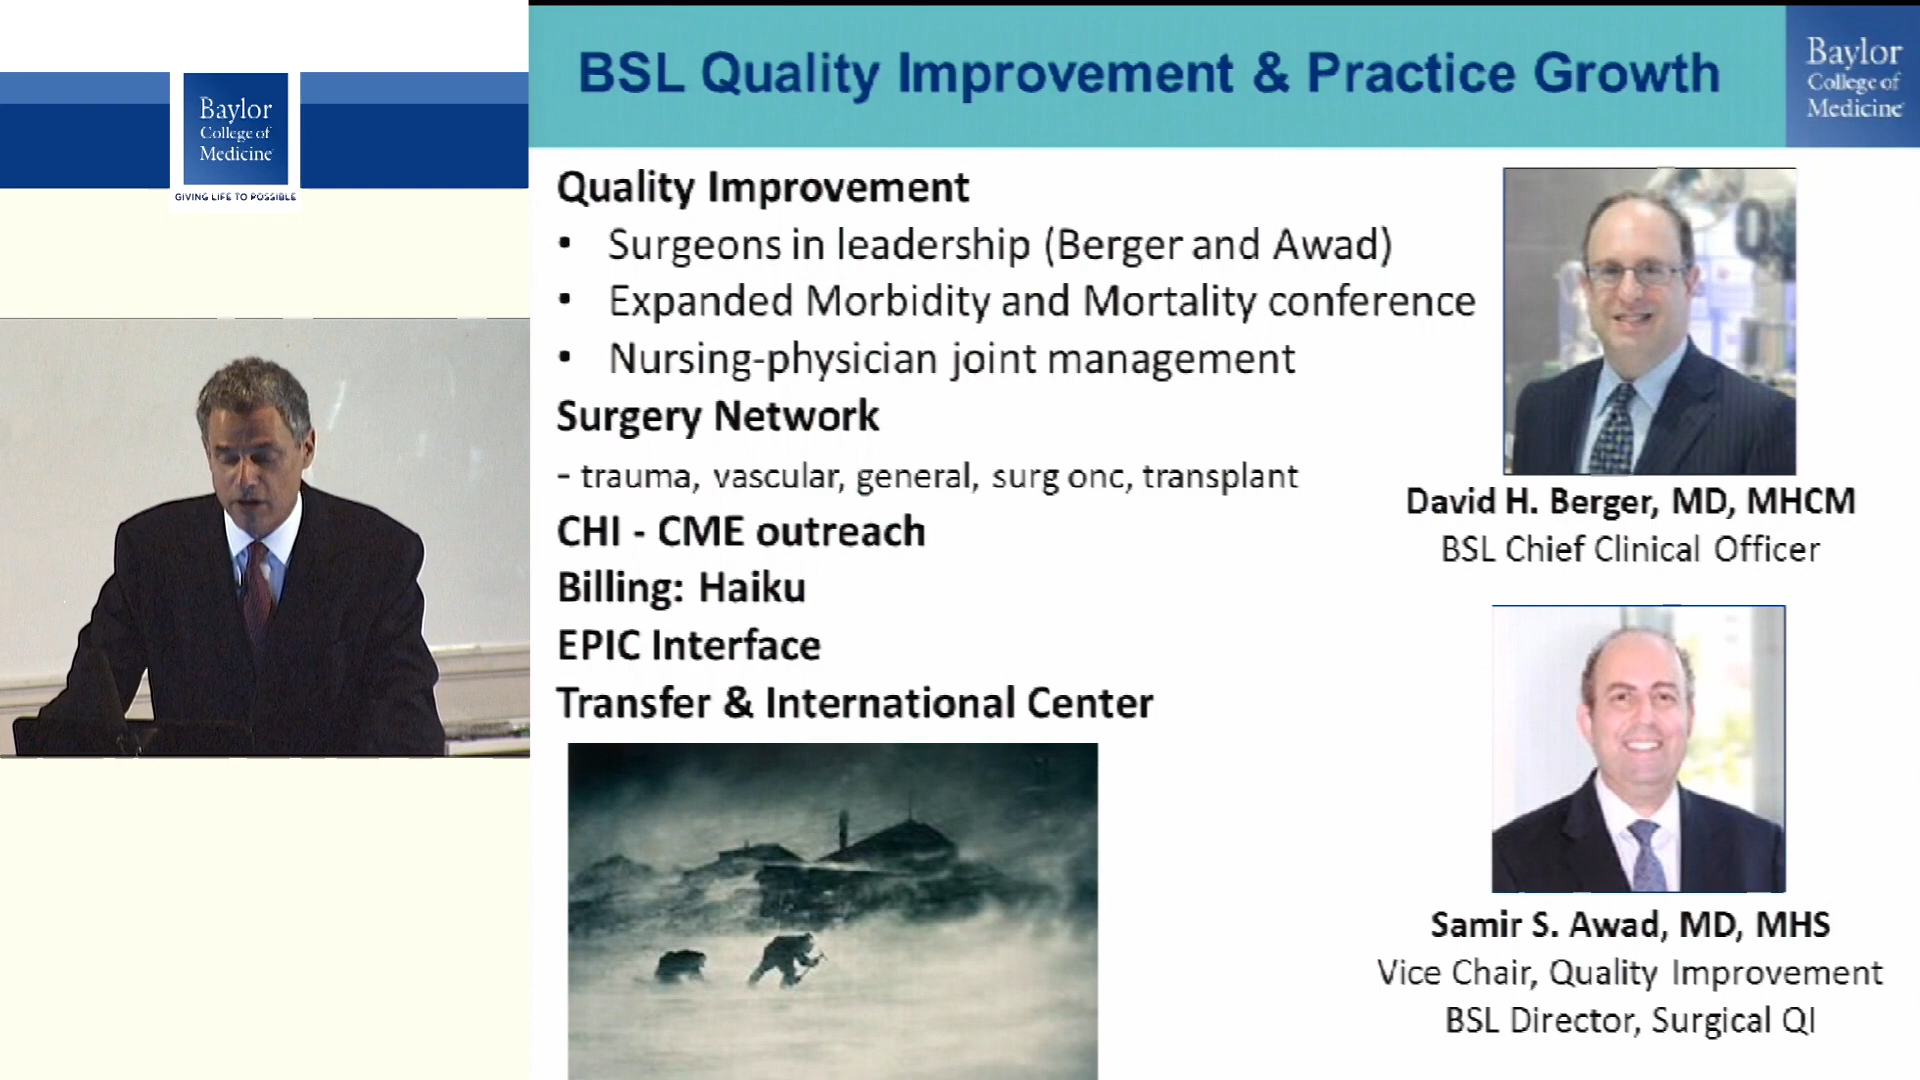 Baylor
College of
Medicine
GIVING LIFE TO POSSIBLE
BSL Quality Improvement & Practice Growth
Baylor
College of
Medicine
Quality Improvement
• Surgeons in leadership (Berger and Awad)
• Expanded Morbidity and Mortality conference
• Nursing-physician joint management
Surgery Network
- trauma, vascular, general, surg onc, transplant
CHI - CME outreach
Billing: Haiku
EPIC Interface
Transfer & International Center
David H. Berger, MD, MHCM
BSL Chief Clinical Officer
Samir S. Awad, MD, MHS
Vice Chair, Quality Improvement
BSL Director, Surgical QI